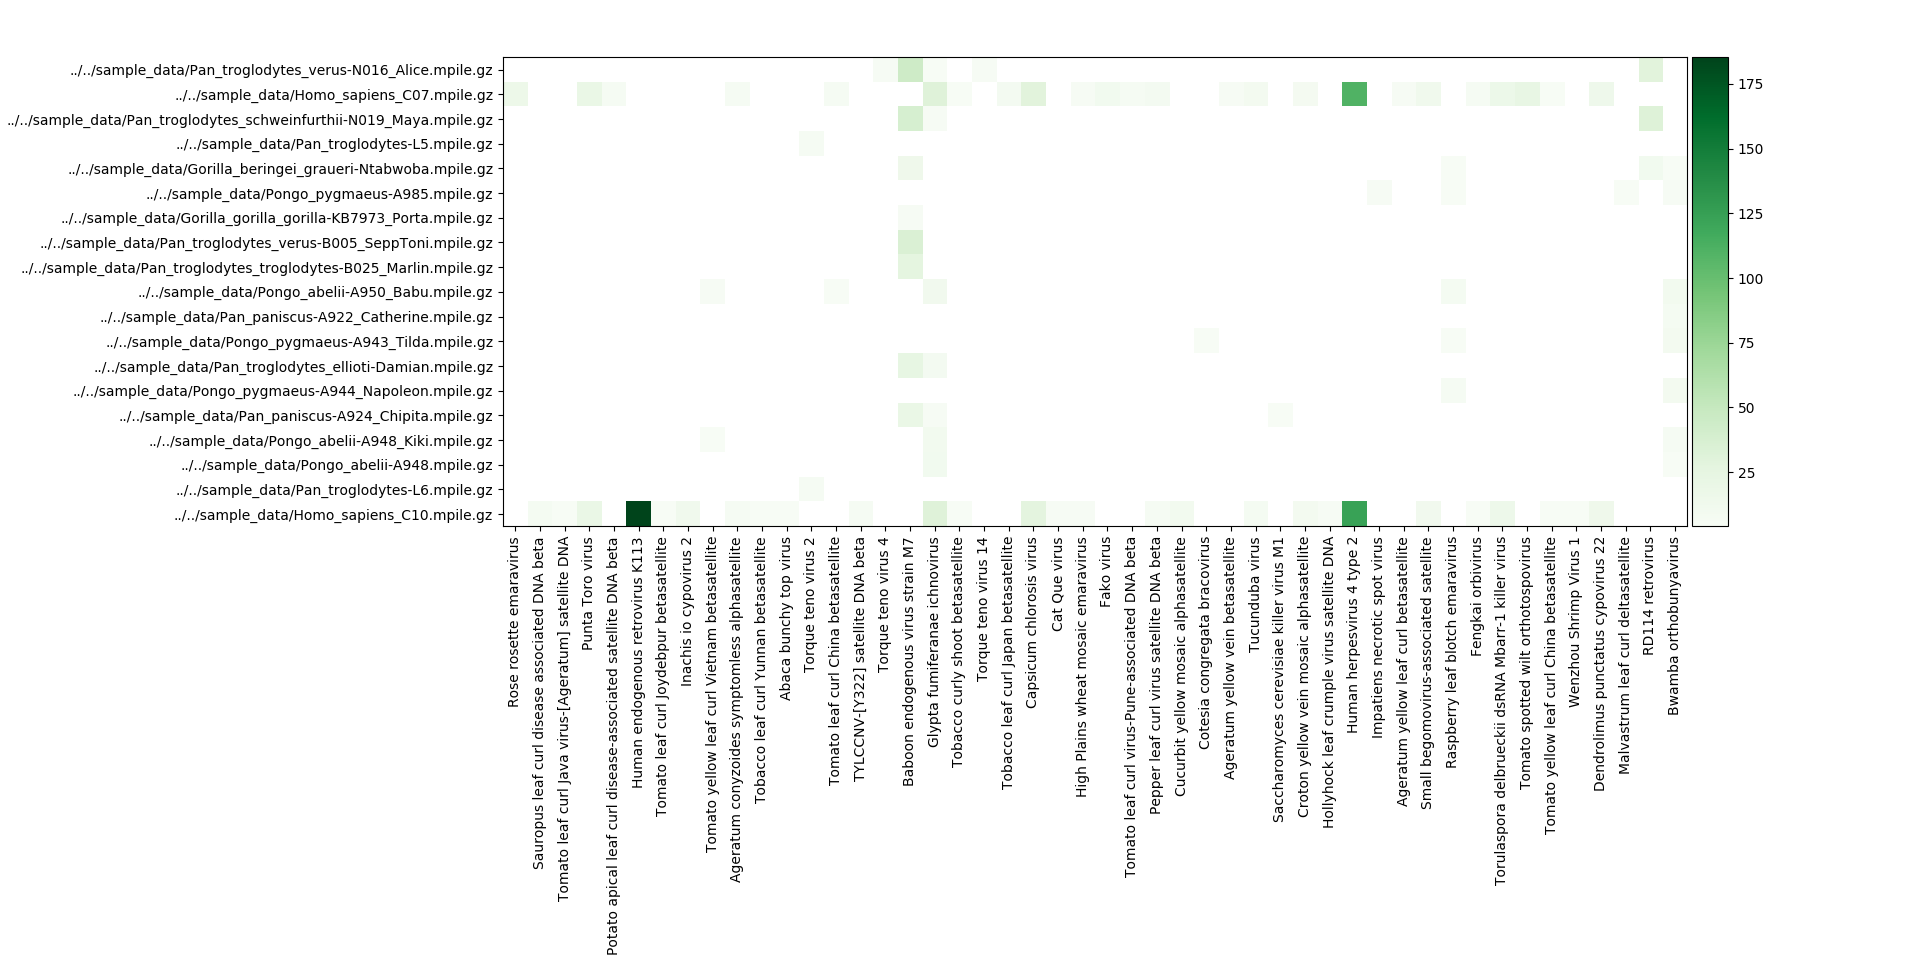 ../../sample_data/Pan_troglodytes_verus-N016_Alice.mpile.gz
../../sample_data/Homo_sapiens_C07.mpile.gz
../../sample_data/Pan_troglodytes_schweinfurthii-N019_Maya.mpile.gz
../../sample_data/Pan_troglodytes-L5.mpile.gz
../../sample_data/Gorilla_beringei_graueri-Ntabwoba.mpile.gz
../../sample_data/Pongo_pygmaeus-A985.mpile.gz
../../sample_data/Gorilla_gorilla_gorilla-KB7973_Porta.mpile.gz
../../sample_data/Pan_troglodytes_verus-B005_SeppToni.mpile.gz
../../sample_data/Pan_troglodytes_troglodytes-B025_Marlin.mpile.gz
../../sample_data/Pongo_abelii-A950_Babu.mpile.gz
../../sample_data/Pan_paniscus-A922_Catherine.mpile.gz
../../sample_data/Pongo_pygmaeus-A943_Tilda.mpile.gz
../../sample_data/Pan_troglodytes_ellioti-Damian.mpile.gz
../../sample_data/Pongo_pygmaeus-A944_Napoleon.mpile.gz
../../sample_data/Pan_paniscus-A924_Chipita.mpile.gz
../../sample_data/Pongo_abelii-A948_Kiki.mpile.gz
../../sample_data/Pongo_abelii-A948.mpile.gz
../../sample_data/Pan_troglodytes-L6.mpile.gz
../../sample_data/Homo_sapiens_C10.mpile.gz
175
150
125
100
75
50
25
Rose rosette emaravirus
Sauropus leaf curl disease associated DNA beta
Tomato leaf curl Java virus-[Ageratum] satellite DNA
Punta Toro virus
Potato apical leaf curl disease-associated satellite DNA beta
Human endogenous retrovirus K113
Tomato leaf curl Joydebpur betasatellite
Inachis io cypovirus 2
Tomato yellow leaf curl Vietnam betasatellite
Ageratum conyzoides symptomless alphasatellite
Tobacco leaf curl Yunnan betasatellite
Abaca bunchy top virus
Torque teno virus 2
Tomato leaf curl China betasatellite
TYLCCNV-[Y322] satellite DNA beta
Torque teno virus 4
Baboon endogenous virus strain M7
Glypta fumiferanae ichnovirus
Tobacco curly shoot betasatellite
Torque teno virus 14
Tobacco leaf curl Japan betasatellite
Capsicum chlorosis virus
Cat Que virus
High Plains wheat mosaic emaravirus
Fako virus
Tomato leaf curl virus-Pune-associated DNA beta
Pepper leaf curl virus satellite DNA beta
Cucurbit yellow mosaic alphasatellite
Cotesia congregata bracovirus
Ageratum yellow vein betasatellite
Tucunduba virus
Saccharomyces cerevisiae killer virus M1
Croton yellow vein mosaic alphasatellite
Hollyhock leaf crumple virus satellite DNA
Human herpesvirus 4 type 2
Impatiens necrotic spot virus
Ageratum yellow leaf curl betasatellite
Small begomovirus-associated satellite
Raspberry leaf blotch emaravirus
Fengkai orbivirus
Torulaspora delbrueckii dsRNA Mbarr-1 killer virus
Tomato spotted wilt orthotospovirus
Tomato yellow leaf curl China betasatellite
Wenzhou Shrimp Virus 1
Dendrolimus punctatus cypovirus 22
Malvastrum leaf curl deltasatellite
RD114 retrovirus
Bwamba orthobunyavirus